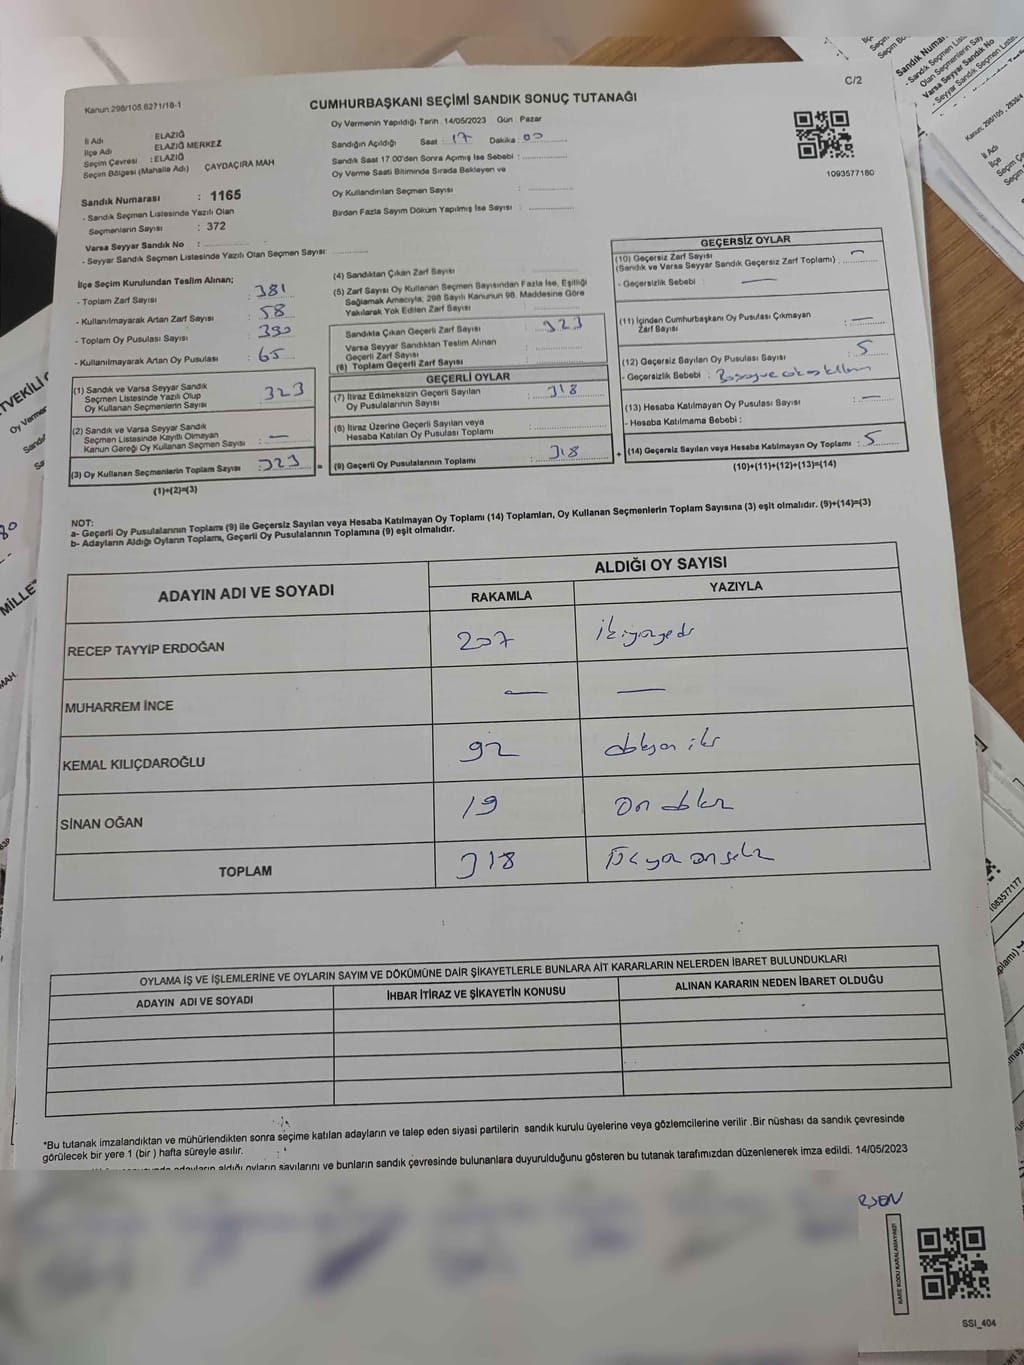 C/2
Kanun.298/105.6271/18-1
CUMHURBAŞKANI SEÇİMİ SANDIK SONUÇ TUTANAĞI
Oy Vermenin Yapıldığı Tarih :14/05/2023 Gün : Pazar
İl Adı ELAZIĞ
İlçe Adı ELAZIĞ MERKEZ
Seçim Çevresi : ELAZIĞ
Seçim Bölgesi (Mahalle Adı) ÇAYDAÇIRA MAH
Sandığın Açıldığı Saat : 17 Dakika : 00
Sandık Saat 17.00'den Sonra Açımış İse Sebebi :
Oy Verme Saati Bitiminde Sırada Bekleyen ve
Oy Kullandırılan Seçmen Sayısı :
Birden Fazla Sayım Döküm Yapılmış İse Sayısı :
1093577180
Sandık Numarası : 1165
- Sandık Seçmen Listesinde Yazılı Olan
Seçmenlerin Sayısı : 372
Varsa Seyyar Sandık No :
- Seyyar Sandık Seçmen Listesinde Yazılı Olan Seçmen Sayısı:
İlçe Seçim Kurulundan Teslim Alınan;
- Toplam Zarf Sayısı : 381
- Kullanılmayarak Artan Zarf Sayısı : 58
- Toplam Oy Pusulası Sayısı : 390
- Kullanılmayarak Artan Oy Pusulası : 65
(1) Sandık ve Varsa Seyyar Sandık
Seçmen Listesinde Yazılı Olup
Oy Kullanan Seçmenlerin Sayısı : 323
(2) Sandık ve Varsa Seyyar Sandık
Seçmen Listesinde Kayıtlı Olmayan
Kanun Gereği Oy Kullanan Seçmen Sayısı : —
(3) Oy Kullanan Seçmenlerin Toplam Sayısı : 323
(1)+(2)=(3)
(4) Sandıktan Çıkan Zarf Sayısı :
(5) Zarf Sayısı Oy Kullanan Seçmen Sayısından Fazla İse, Eşitliği
Sağlamak Amacıyla, 298 Sayılı Kanunun 98. Maddesine Göre
Yakılarak Yok Edilen Zarf Sayısı :
Sandıkta Çıkan Geçerli Zarf Sayısı : 323
Varsa Seyyar Sandıktan Teslim Alınan
Geçerli Zarf Sayısı :
(6) Toplam Geçerli Zarf Sayısı :
GEÇERLİ OYLAR
(7) İtiraz Edilmeksizin Geçerli Sayılan
Oy Pusulalarının Sayısı : 318
(8) İtiraz Üzerine Geçerli Sayılan veya
Hesaba Katılan Oy Pusulası Toplamı :
= (9) Geçerli Oy Pusulalarının Toplamı : 318
GEÇERSİZ OYLAR
(10) Geçersiz Zarf Sayısı
(Sandık ve Varsa Seyyar Sandık Geçersiz Zarf Toplamı) : —
- Geçersizlik Sebebi : —
(11) İçinden Cumhurbaşkanı Oy Pusulası Çıkmayan
Zarf Sayısı : —
(12) Geçersiz Sayılan Oy Pusulası Sayısı : 5
- Geçersizlik Sebebi :
(13) Hesaba Katılmayan Oy Pusulası Sayısı : —
- Hesaba Katılmama Sebebi :
+ (14) Geçersiz Sayılan veya Hesaba Katılmayan Oy Toplamı : 5
(10)+(11)+(12)+(13)=(14)
NOT:
a- Geçerli Oy Pusulalarının Toplamı (9) ile Geçersiz Sayılan veya Hesaba Katılmayan Oy Toplamı (14) Toplamları, Oy Kullanan Seçmenlerin Toplam Sayısına (3) eşit olmalıdır. (9)+(14)=(3)
b- Adayların Aldığı Oyların Toplamı, Geçerli Oy Pusulalarının Toplamına (9) eşit olmalıdır.
ADAYIN ADI VE SOYADI
ALDIĞI OY SAYISI
RAKAMLA YAZIYLA
RECEP TAYYİP ERDOĞAN 207 ikiyüzyedi
MUHARREM İNCE — —
KEMAL KILIÇDAROĞLU 92 doksan iki
SİNAN OĞAN 19 on dokuz
TOPLAM 318 Üçyüz onsekiz
OYLAMA İŞ VE İŞLEMLERİNE VE OYLARIN SAYIM VE DÖKÜMÜNE DAİR ŞİKAYETLERLE BUNLARA AİT KARARLARIN NELERDEN İBARET BULUNDUKLARI
ADAYIN ADI VE SOYADI İHBAR İTİRAZ VE ŞİKAYETİN KONUSU ALINAN KARARIN NEDEN İBARET OLDUĞU
*Bu tutanak imzalandıktan ve mühürlendikten sonra seçime katılan adayların ve talep eden siyasi partilerin sandık kurulu üyelerine veya gözlemcilerine verilir .Bir nüshası da sandık çevresinde
görülecek bir yere 1 (bir ) hafta süreyle asılır.
adayların aldığı oyların sayılarını ve bunların sandık çevresinde bulunanlara duyurulduğunu gösteren bu tutanak tarafımızdan düzenlenerek imza edildi. 14/05/2023
KARE KODU KARALAMAYINIZ!
SSI_404